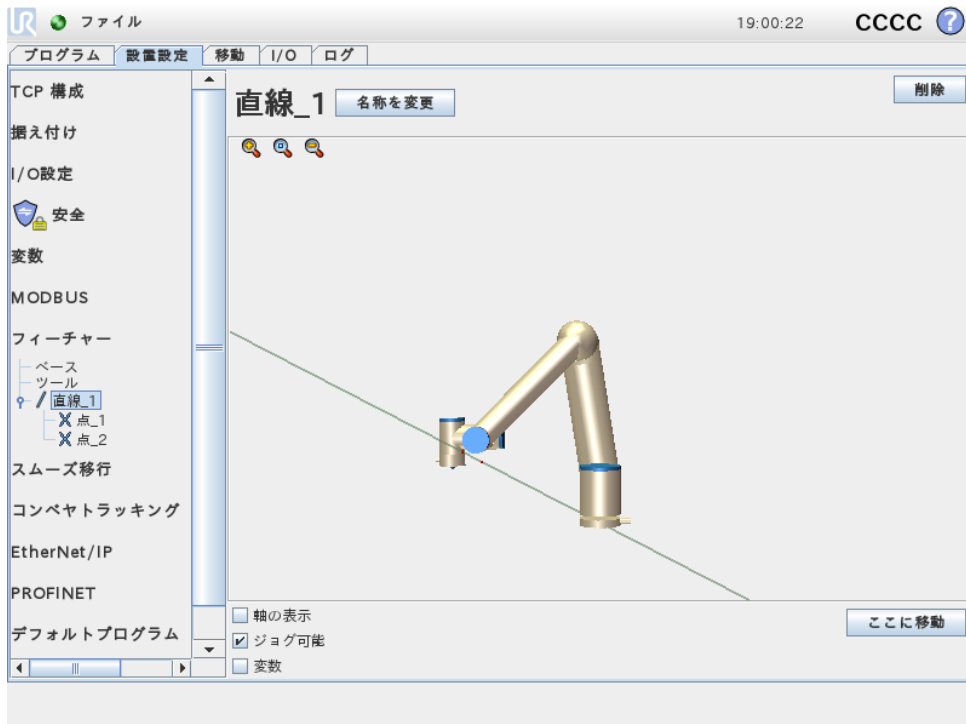 UR ファイル 19:00:22 CCCC ?
プログラム 設置設定 移動 I/O ログ
TCP 構成
据え付け
I/O設定
安全
変数
MODBUS
フィーチャー
ベース
ツール
直線_1
点_1
点_2
スムーズ移行
コンベヤトラッキング
EtherNet/IP
PROFINET
デフォルトプログラム
直線_1 名称を変更 削除
軸の表示
ジョグ可能
変数
ここに移動